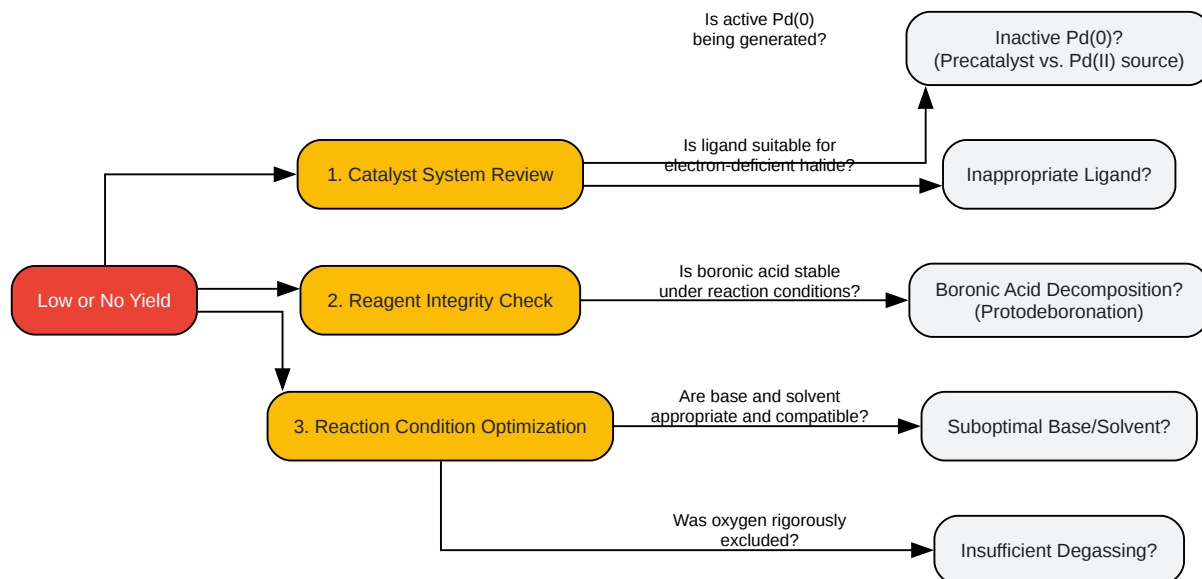 Is active Pd(0)
being generated?
Inactive Pd(0)?
(Precatalyst vs. Pd(II) source)
1. Catalyst System Review
Is ligand suitable for
electron-deficient halide?
Inappropriate Ligand?
Low or No Yield
2. Reagent Integrity Check
Is boronic acid stable
under reaction conditions?
Boronic Acid Decomposition?
(Protodeboronation)
3. Reaction Condition Optimization
Are base and solvent
appropriate and compatible?
Suboptimal Base/Solvent?
Was oxygen rigorously
excluded?
Insufficient Degassing?